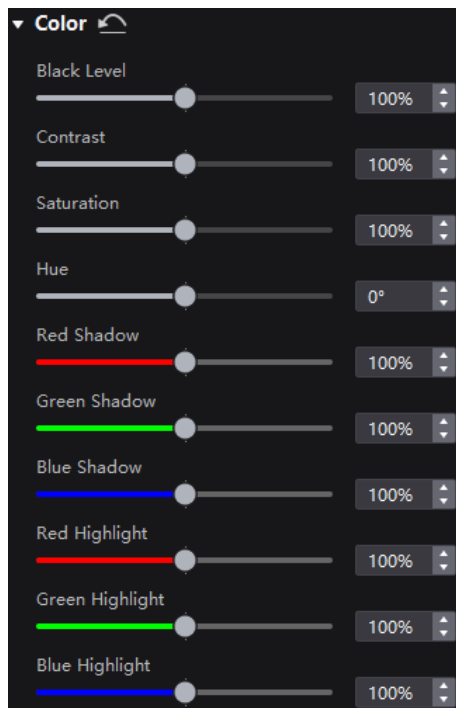 Color
Black Level
100%
Contrast
100%
Saturation
100%
Hue
0°
Red Shadow
100%
Green Shadow
100%
Blue Shadow
100%
Red Highlight
100%
Green Highlight
100%
Blue Highlight
100%